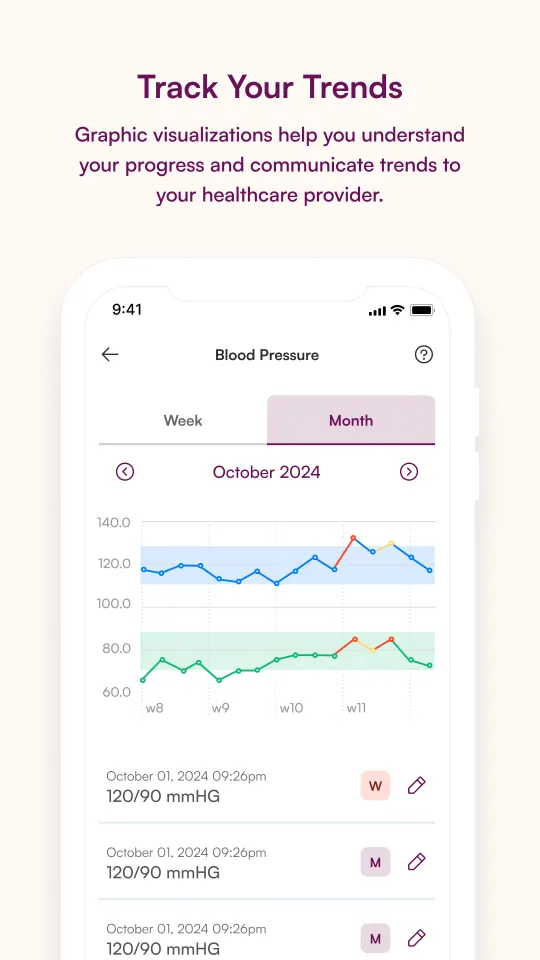 Track Your Trends
Graphic visualizations help you understand
your progress and communicate trends to
your healthcare provider.
9:41
Blood Pressure
Week Month
October 2024
140.0
120.0
100.0
80.0
60.0
w8 w9 w10 w11
October 01, 2024 09:26pm
120/90 mmHG
W
October 01, 2024 09:26pm
120/90 mmHG
M
October 01, 2024 09:26pm
120/90 mmHG
M